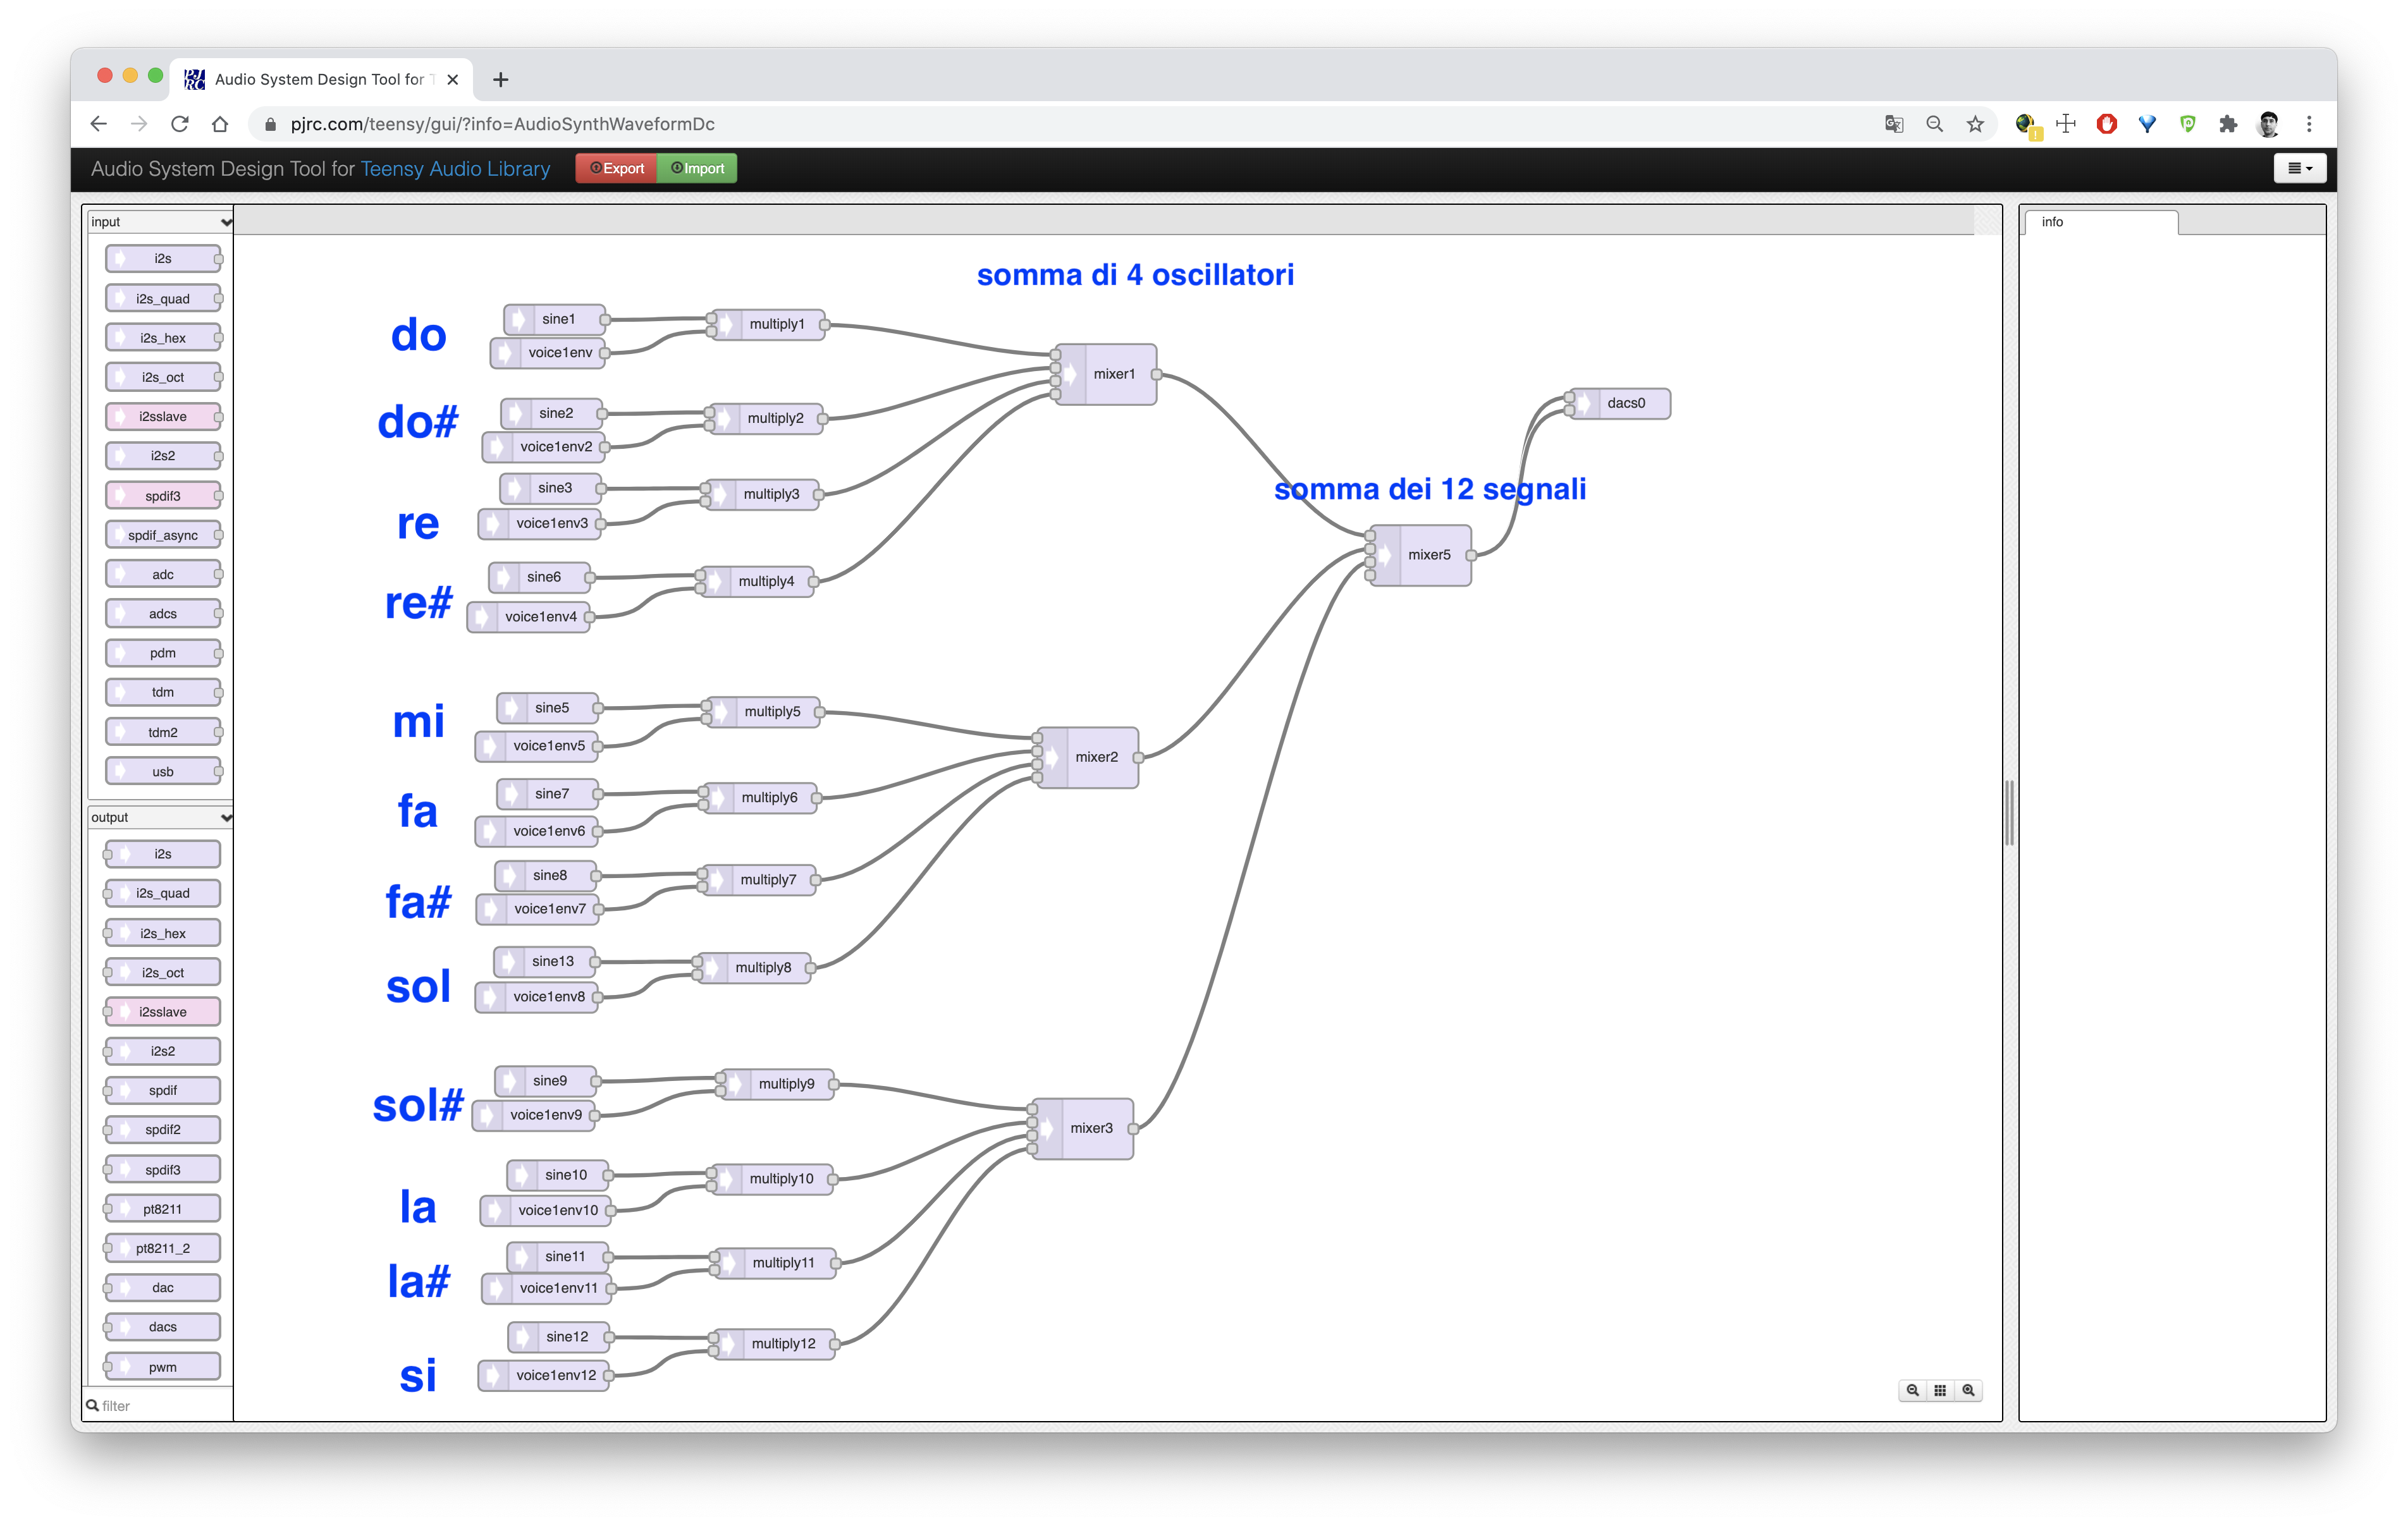 Audio System Design Tool for T
pjrc.com/teensy/gui/?info=AudioSynthWaveformDc
Audio System Design Tool for Teensy Audio Library
Export
Import
input
i2s
i2s_quad
i2s_hex
i2s_oct
i2sslave
i2s2
spdif3
spdif_async
adc
adcs
pdm
tdm
tdm2
usb
output
i2s
i2s_quad
i2s_hex
i2s_oct
i2sslave
i2s2
spdif
spdif2
spdif3
pt8211
pt8211_2
dac
dacs
pwm
filter
somma di 4 oscillatori
do
sine1
voice1env
multiply1
do#
sine2
voice1env2
multiply2
re
sine3
voice1env3
multiply3
re#
sine6
voice1env4
multiply4
mixer1
mi
sine5
voice1env5
multiply5
fa
sine7
voice1env6
multiply6
fa#
sine8
voice1env7
multiply7
sol
sine13
voice1env8
multiply8
mixer2
sol#
sine9
voice1env9
multiply9
la
sine10
voice1env10
multiply10
la#
sine11
voice1env11
multiply11
si
sine12
voice1env12
multiply12
mixer3
somma dei 12 segnali
mixer5
dacs0
info